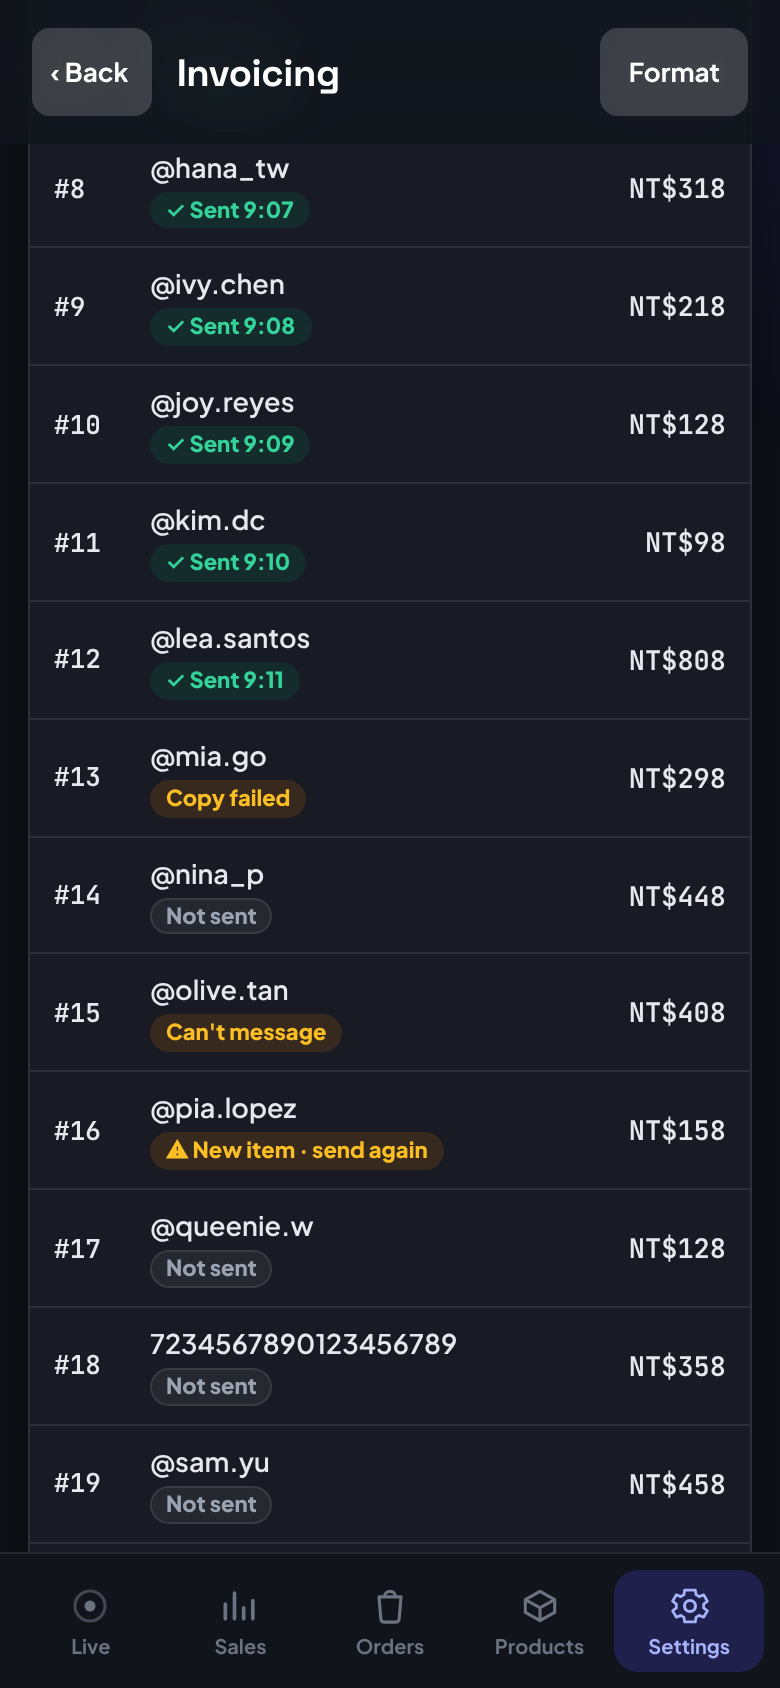 ‹ Back Invoicing Format
#8 @hana_tw NT$318
✓ Sent 9:07
#9 @ivy.chen NT$218
✓ Sent 9:08
#10 @joy.reyes NT$128
✓ Sent 9:09
#11 @kim.dc NT$98
✓ Sent 9:10
#12 @lea.santos NT$808
✓ Sent 9:11
#13 @mia.go NT$298
Copy failed
#14 @nina_p NT$448
Not sent
#15 @olive.tan NT$408
Can't message
#16 @pia.lopez NT$158
⚠ New item · send again
#17 @queenie.w NT$128
Not sent
#18 7234567890123456789 NT$358
Not sent
#19 @sam.yu NT$458
Not sent
Live Sales Orders Products Settings